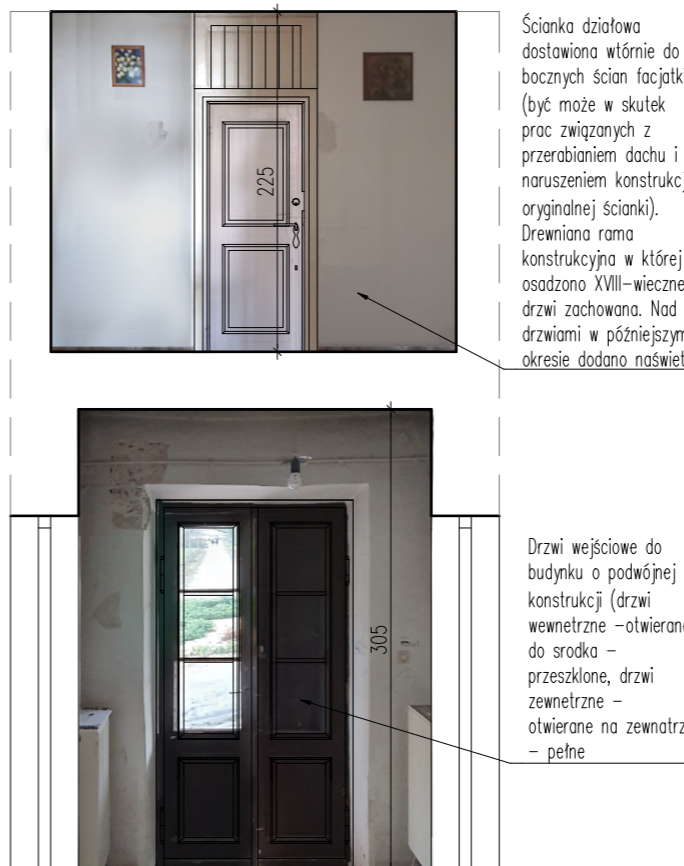 Ścianka działowa
dostawiona wtórnie do
bocznych ścian facjatk
(być może w skutek
prac związanych z
przerabianiem dachu i
naruszeniem konstrukcj
oryginalnej ścianki).
Drewniana rama
konstrukcyjna w której
osadzono XVIII–wieczne
drzwi zachowana. Nad
drzwiami w późniejszym
okresie dodano naświet
225
Drzwi wejściowe do
budynku o podwójnej
konstrukcji (drzwi
wewnetrzne –otwieran
do srodka –
przeszklone, drzwi
zewnetrzne –
otwierane na zewnatrz
– pełne
305